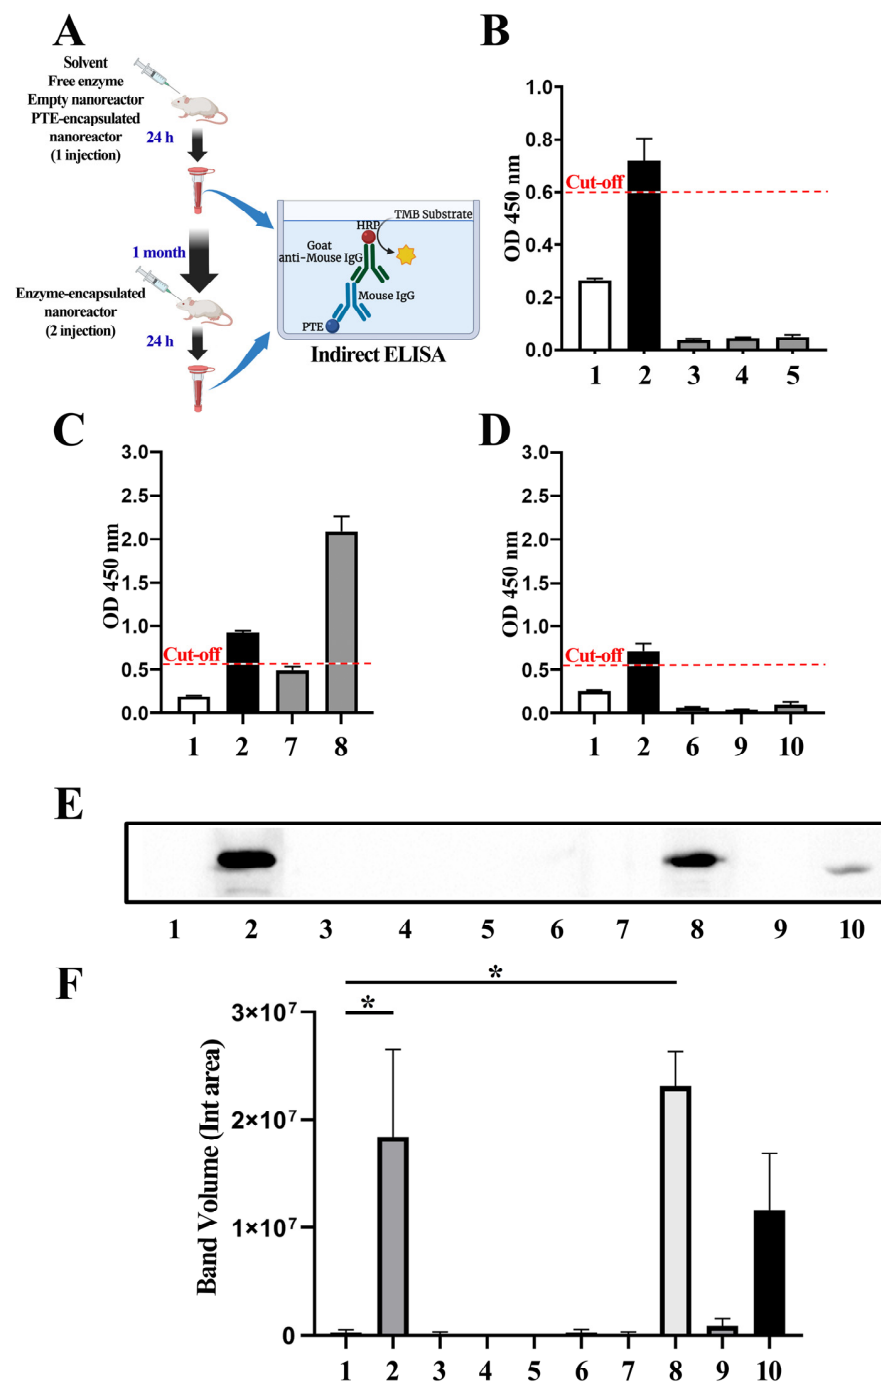 A
Solvent
Free enzyme
Empty nanoreactor
PTE-encapsulated
nanoreactor
(1 injection)
24 h
1 month
Enzyme-encapsulated
nanoreactor
(2 injection)
24 h
TMB Substrate
HRP
Goat
anti-Mouse IgG
Mouse IgG
PTE
Indirect ELISA
B
OD 450 nm
1.0
0.8
0.6
0.4
0.2
0.0
Cut-off
1 2 3 4 5
C
OD 450 nm
3.0
2.5
2.0
1.5
1.0
0.5
0.0
Cut-off
1 2 7 8
D
OD 450 nm
3.0
2.5
2.0
1.5
1.0
0.5
0.0
Cut-off
1 2 6 9 10
E
1 2 3 4 5 6 7 8 9 10
F
Band Volume (Int area)
3×10⁷
2×10⁷
1×10⁷
0
*
*
1 2 3 4 5 6 7 8 9 10